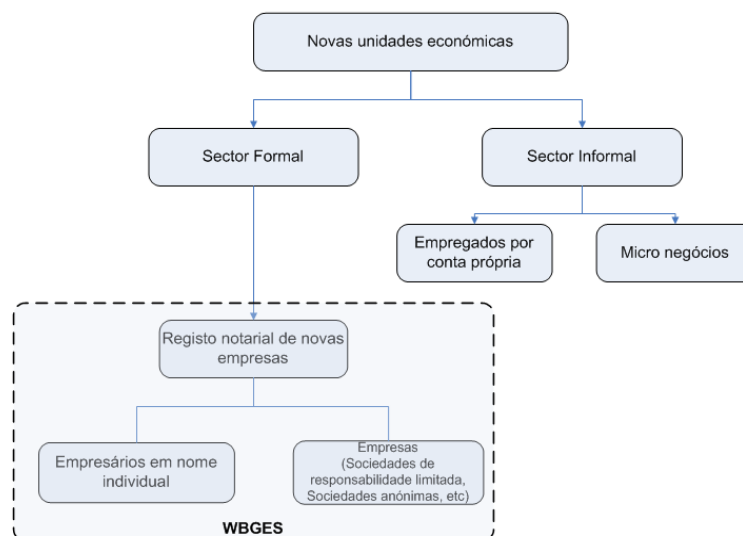 Novas unidades económicas
Sector Formal
Sector Informal
Empregados por
conta própria
Micro negócios
Registo notarial de novas
empresas
Empresários em nome
individual
Empresas
(Sociedades de
responsabilidade limitada,
Sociedades anónimas, etc)
WBGES